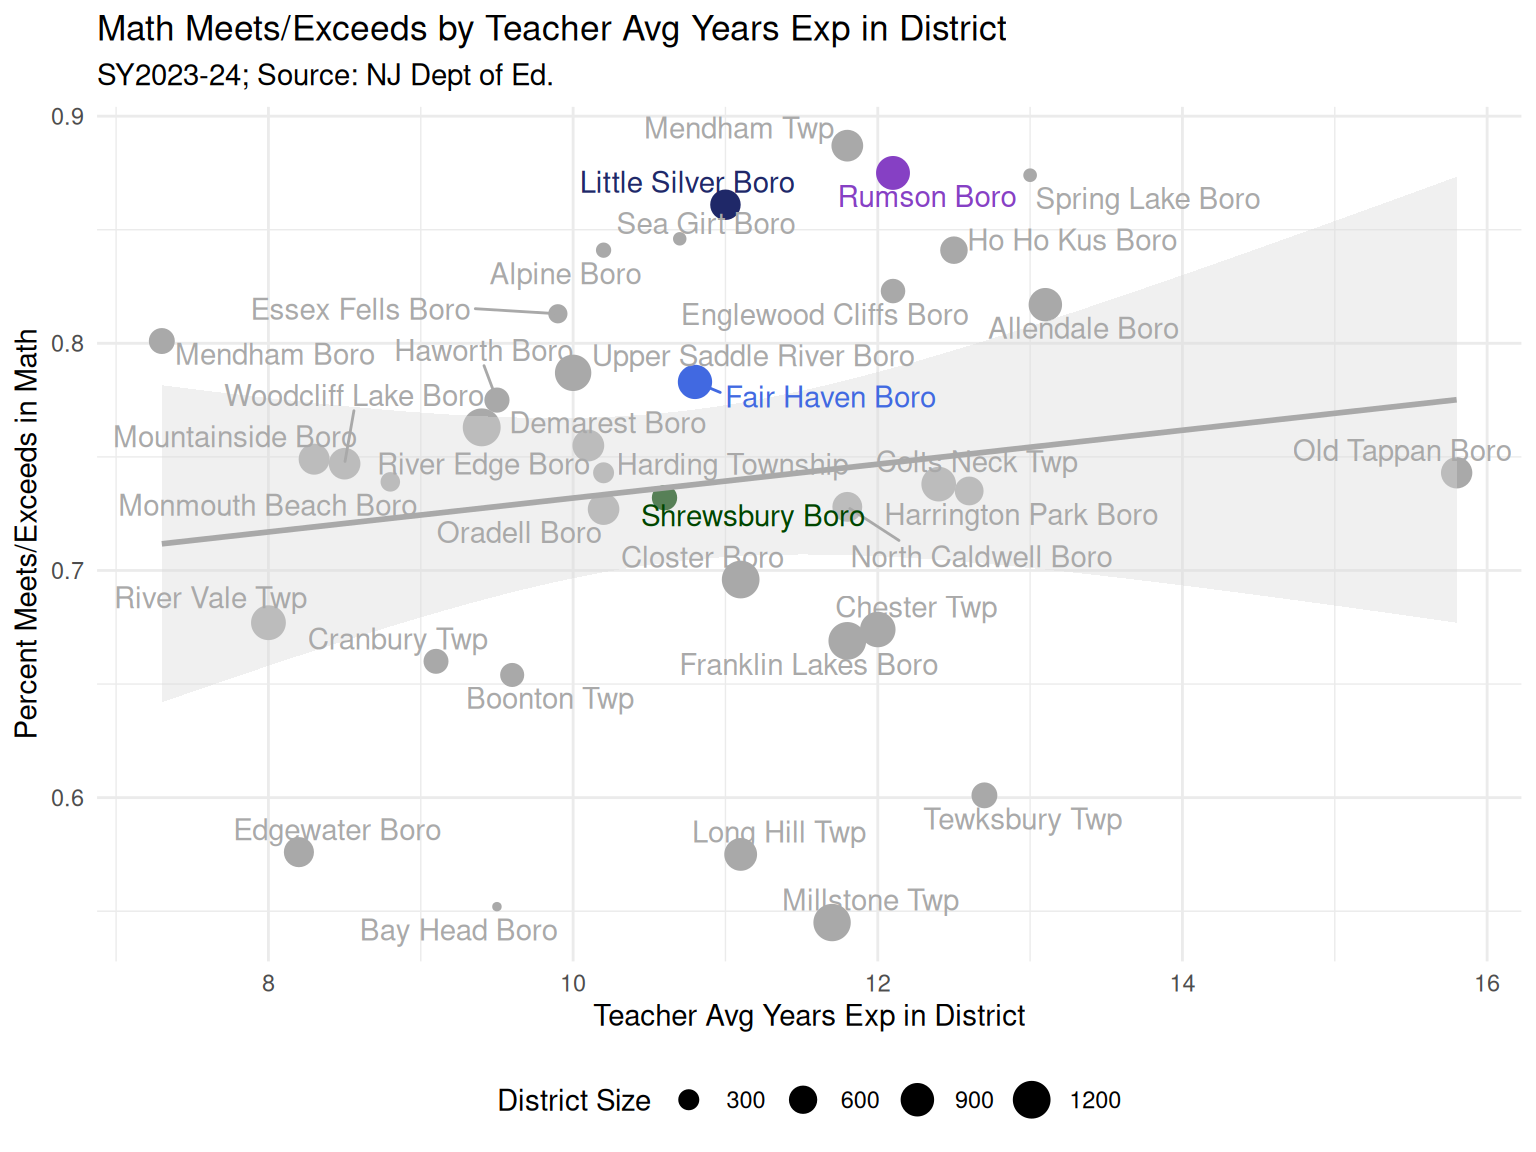 Math Meets/Exceeds by Teacher Avg Years Exp in District
SY2023-24; Source: NJ Dept of Ed.
Percent Meets/Exceeds in Math
0.9
0.8
0.7
0.6
Mendham Twp
Little Silver Boro
Rumson Boro
Spring Lake Boro
Sea Girt Boro
Ho Ho Kus Boro
Alpine Boro
Essex Fells Boro
Englewood Cliffs Boro
Allendale Boro
Mendham Boro
Haworth Boro
Upper Saddle River Boro
Woodcliff Lake Boro
Fair Haven Boro
Demarest Boro
Mountainside Boro
Old Tappan Boro
River Edge Boro
Harding Township
Colts Neck Twp
Monmouth Beach Boro
Shrewsbury Boro
Harrington Park Boro
Oradell Boro
Closter Boro
North Caldwell Boro
River Vale Twp
Chester Twp
Cranbury Twp
Franklin Lakes Boro
Boonton Twp
Tewksbury Twp
Edgewater Boro
Long Hill Twp
Millstone Twp
Bay Head Boro
8 10 12 14 16
Teacher Avg Years Exp in District
District Size 300 600 900 1200